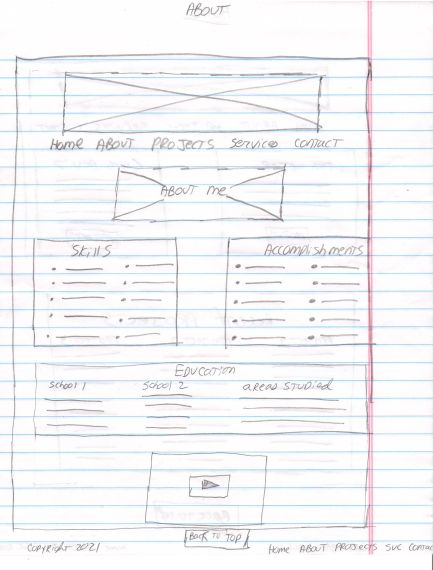 ABOUT
Home ABOUT PROJECTS Services CONTACT
ABOUT me
Skills
Accomplishments
EDUCATION
School 1 School 2 areas studied
Back to Top
COPYRIGHT 2021
Home ABOUT PROJECTS SVC Contac